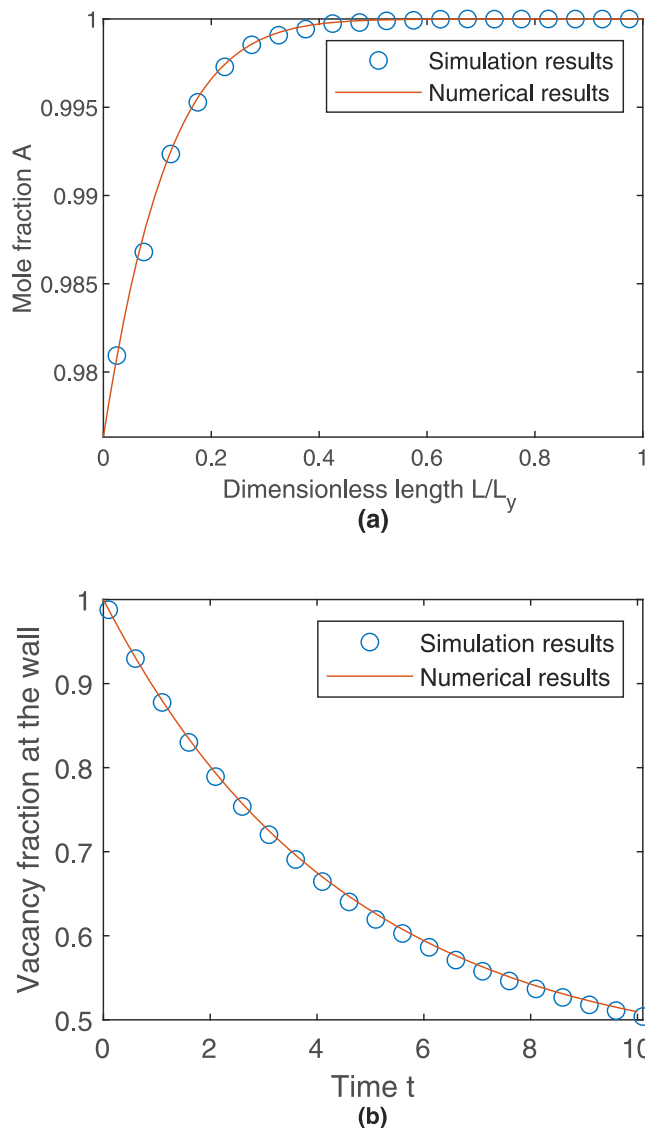 1
0.995
0.99
0.985
0.98
Mole fraction A
Simulation results
Numerical results
0 0.2 0.4 0.6 0.8 1
Dimensionless length L/L_y
(a)
1
0.9
0.8
0.7
0.6
0.5
Vacancy fraction at the wall
Simulation results
Numerical results
0 2 4 6 8 10
Time t
(b)